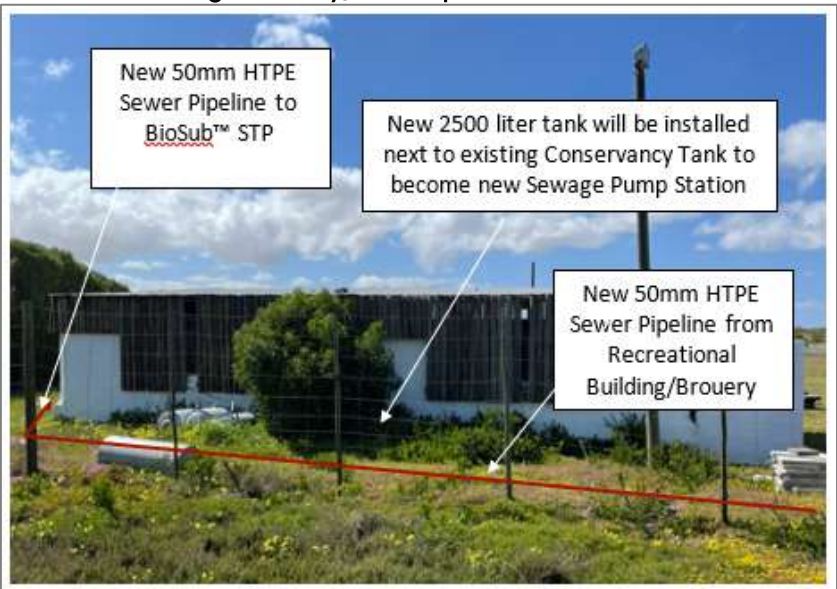 New 50mm HTPE
Sewer Pipeline to
BioSub™ STP
New 2500 liter tank will be installed
next to existing Conservancy Tank to
become new Sewage Pump Station
New 50mm HTPE
Sewer Pipeline from
Recreational
Building/Brouery